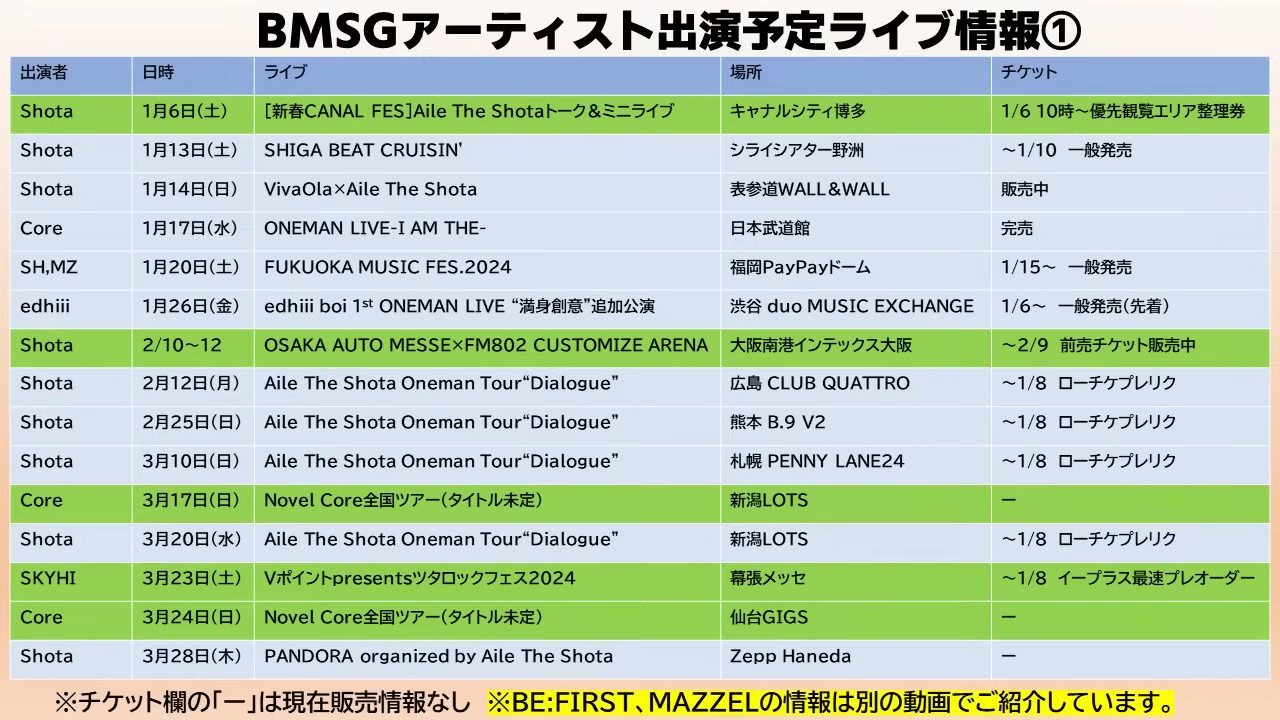 BMSGアーティスト出演予定ライブ情報①
出演者 日時 ライブ 場所 チケット
Shota 1月6日(土) [新春CANAL FES]Aile The Shotaトーク&ミニライブ キャナルシティ博多 1/6 10時～優先観覧エリア整理券
Shota 1月13日(土) SHIGA BEAT CRUISIN' シライシアター野洲 ～1/10 一般発売
Shota 1月14日(日) VivaOla×Aile The Shota 表参道WALL&WALL 販売中
Core 1月17日(水) ONEMAN LIVE-I AM THE- 日本武道館 完売
SH,MZ 1月20日(土) FUKUOKA MUSIC FES.2024 福岡PayPayドーム 1/15～ 一般発売
edhiii 1月26日(金) edhiii boi 1st ONEMAN LIVE “満身創意”追加公演 渋谷 duo MUSIC EXCHANGE 1/6～ 一般発売(先着)
Shota 2/10～12 OSAKA AUTO MESSE×FM802 CUSTOMIZE ARENA 大阪南港インテックス大阪 ～2/9 前売チケット販売中
Shota 2月12日(月) Aile The Shota Oneman Tour“Dialogue” 広島 CLUB QUATTRO ～1/8 ローチケプレリク
Shota 2月25日(日) Aile The Shota Oneman Tour“Dialogue” 熊本 B.9 V2 ～1/8 ローチケプレリク
Shota 3月10日(日) Aile The Shota Oneman Tour“Dialogue” 札幌 PENNY LANE24 ～1/8 ローチケプレリク
Core 3月17日(日) Novel Core全国ツアー(タイトル未定) 新潟LOTS ー
Shota 3月20日(水) Aile The Shota Oneman Tour“Dialogue” 新潟LOTS ～1/8 ローチケプレリク
SKYHI 3月23日(土) Vポイントpresentsツタロックフェス2024 幕張メッセ ～1/8 イープラス最速プレオーダー
Core 3月24日(日) Novel Core全国ツアー(タイトル未定) 仙台GIGS ー
Shota 3月28日(木) PANDORA organized by Aile The Shota Zepp Haneda ー
※チケット欄の「ー」は現在販売情報なし ※BE:FIRST、MAZZELの情報は別の動画でご紹介しています。